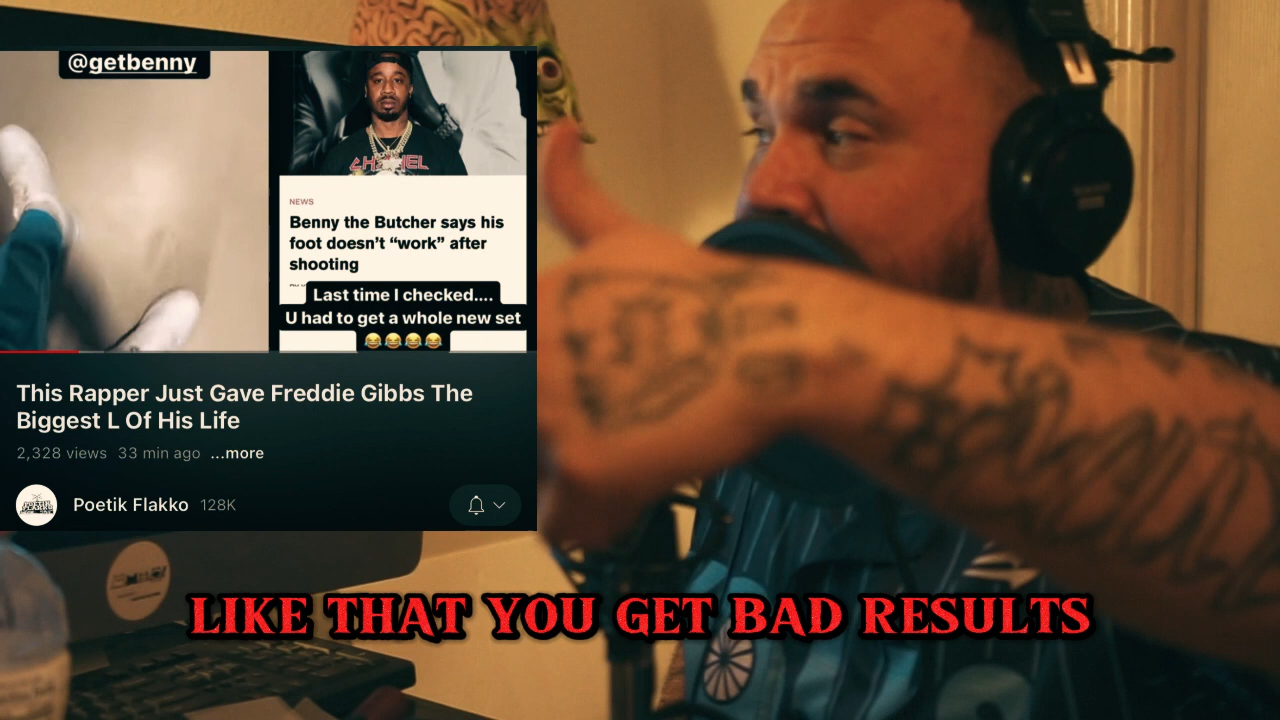 @getbenny
NEWS
Benny the Butcher says his
foot doesn’t “work” after
shooting
Last time I checked....
U had to get a whole new set
😂😂😂😂
This Rapper Just Gave Freddie Gibbs The
Biggest L Of His Life
2,328 views 33 min ago ...more
Poetik Flakko 128K
LIKE THAT YOU GET BAD RESULTS